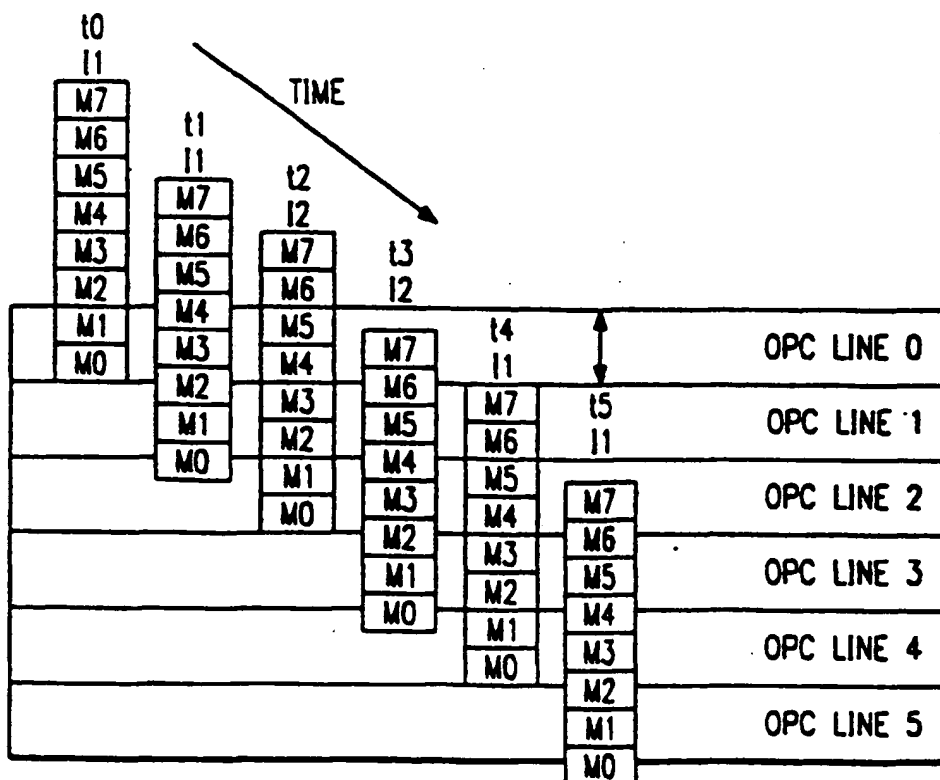 t0
I1
M7
M6
M5
M4
M3
M2
M1
M0
TIME
t1
I1
M7
M6
M5
M4
M3
M2
M1
M0
t2
I2
M7
M6
M5
M4
M3
M2
M1
M0
t3
I2
M7
M6
M5
M4
M3
M2
M1
M0
t4
I1
M7
M6
M5
M4
M3
M2
M1
M0
t5
I1
M7
M6
M5
M4
M3
M2
M1
M0
OPC LINE 0
OPC LINE 1
OPC LINE 2
OPC LINE 3
OPC LINE 4
OPC LINE 5